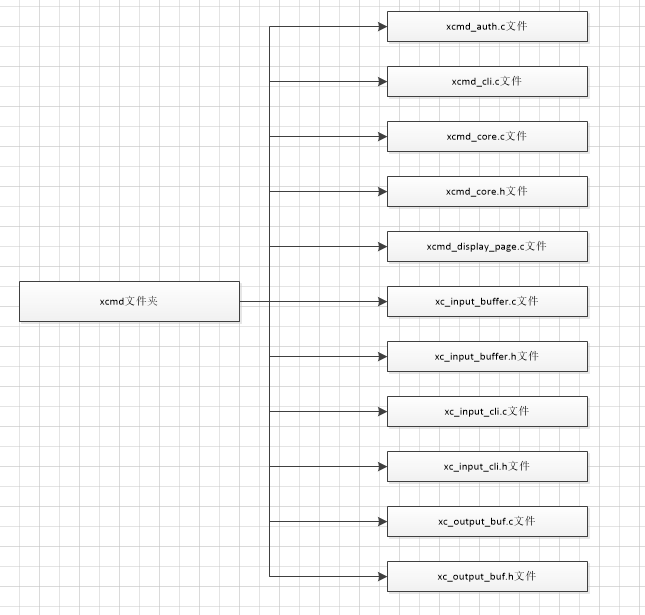 xcmd_auth.c文件
xcmd_cli.c文件
xcmd_core.c文件
xcmd_core.h文件
xcmd_display_page.c文件
xcmd文件夹
xc_input_buffer.c文件
xc_input_buffer.h文件
xc_input_cli.c文件
xc_input_cli.h文件
xc_output_buf.c文件
xc_output_buf.h文件